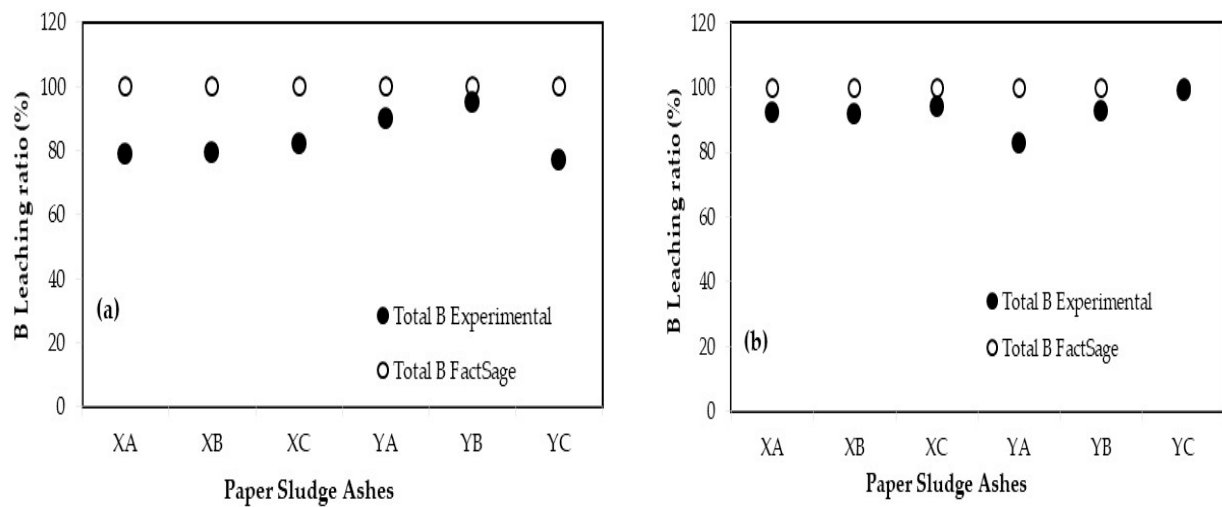 120
100
80
60
40
20
0
B Leaching ratio (%)
(a)
Total B Experimental
Total B FactSage
XA XB XC YA YB YC
Paper Sludge Ashes
120
100
80
60
40
20
0
B Leaching ratio (%)
(b)
Total B Experimental
Total B FactSage
XA XB XC YA YB YC
Paper Sludge Ashes